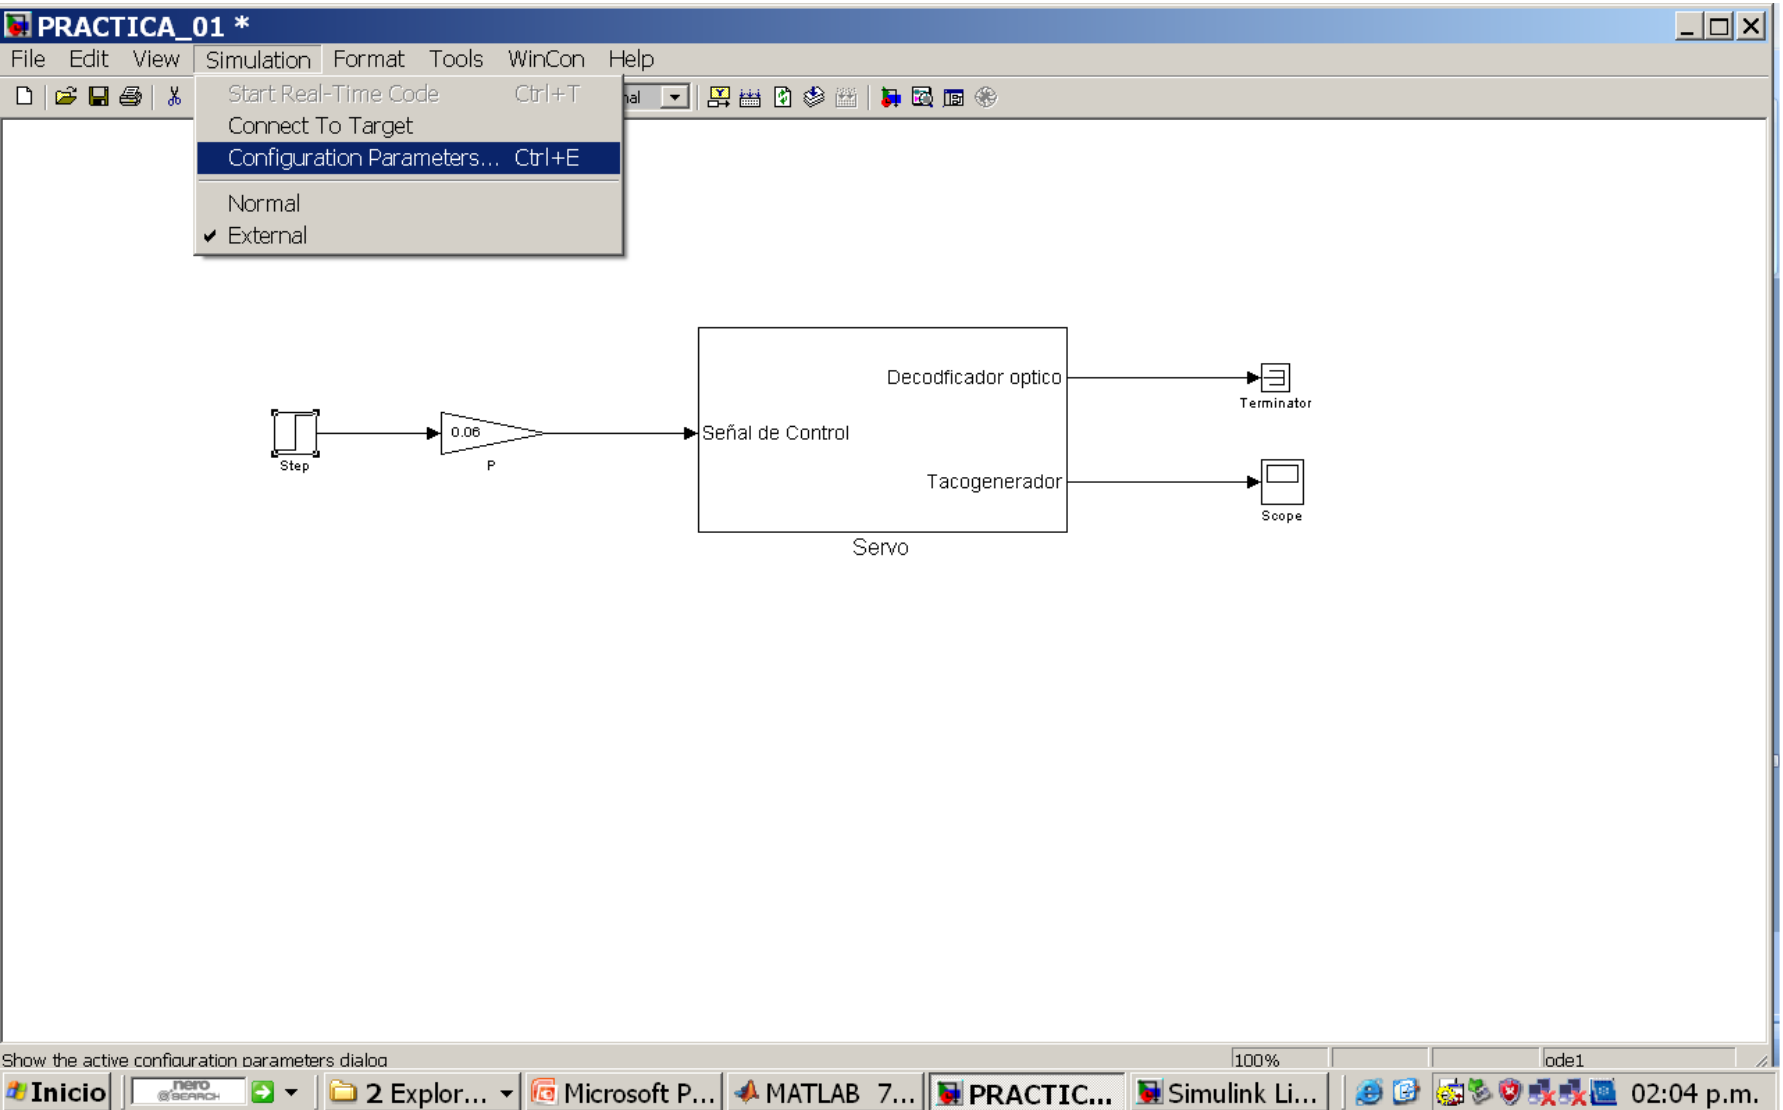 PRACTICA_01 *
File Edit View Simulation Format Tools WinCon Help
Start Real-Time Code Ctrl+T
Connect To Target
Configuration Parameters... Ctrl+E
Normal
External
Decodficador optico
Terminator
0.06
Señal de Control
Step
P
Tacogenerador
Scope
Servo
Show the active configuration parameters dialog
100%
ode1
Inicio nero SEARCH 2 Explor... Microsoft P... MATLAB 7... PRACTIC... Simulink Li... 02:04 p.m.